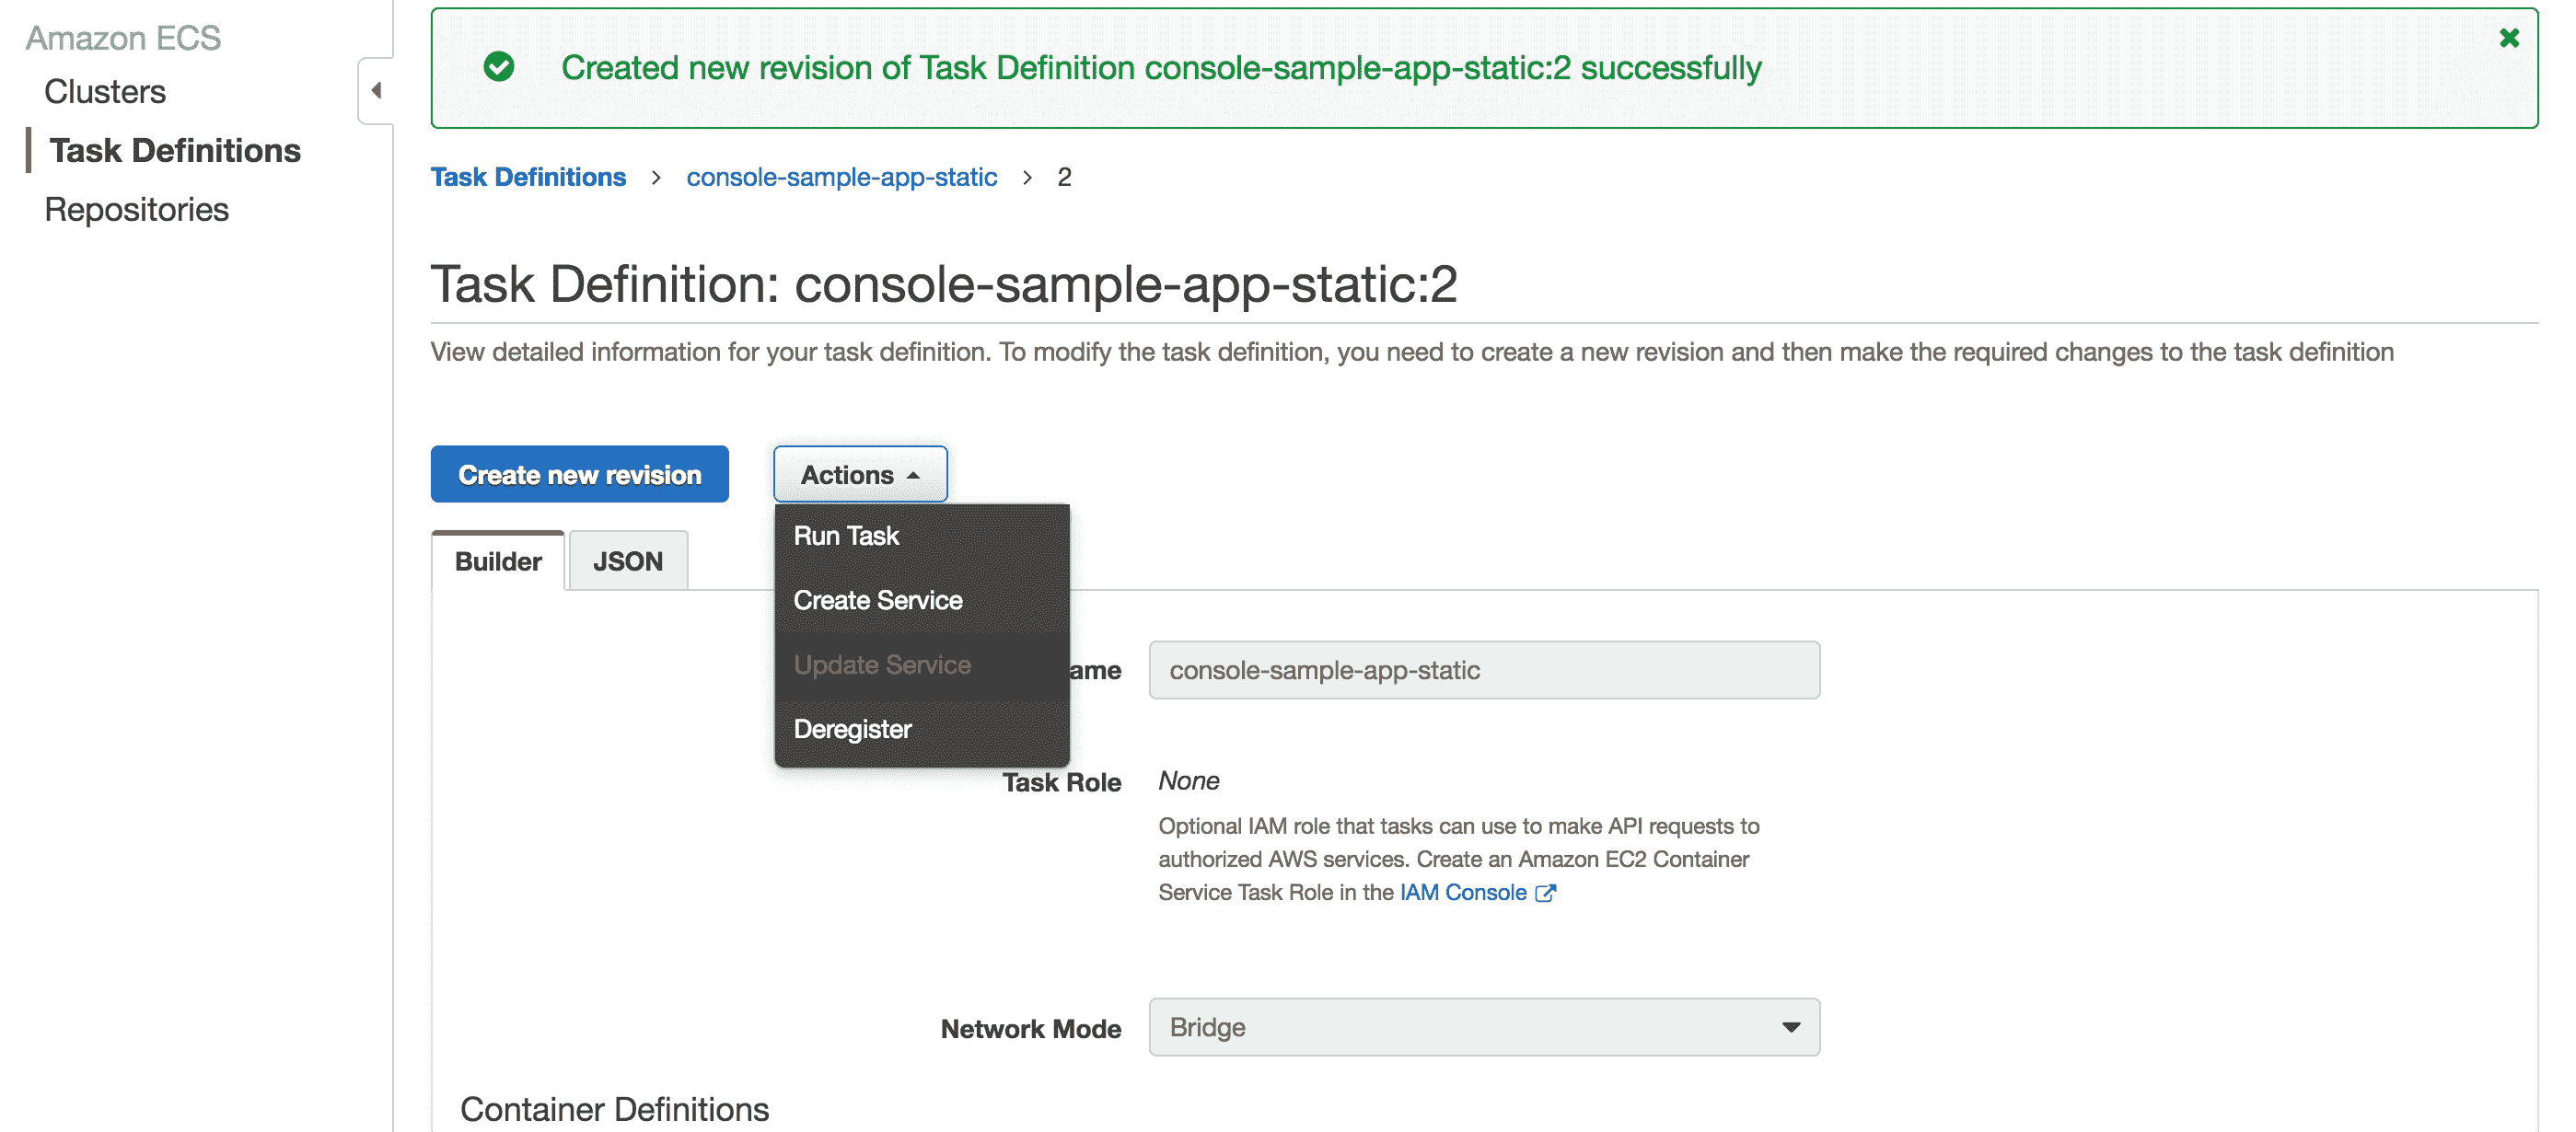 Amazon ECS
Clusters
Task Definitions
Repositories
Created new revision of Task Definition console-sample-app-static:2 successfully
Task Definitions > console-sample-app-static > 2
Task Definition: console-sample-app-static:2
View detailed information for your task definition. To modify the task definition, you need to create a new revision and then make the required changes to the task definition
Create new revision
Actions
Run Task
Create Service
Update Service
Deregister
Builder
JSON
ame
console-sample-app-static
Task Role
None
Optional IAM role that tasks can use to make API requests to
authorized AWS services. Create an Amazon EC2 Container
Service Task Role in the IAM Console
Network Mode
Bridge
Container Definitions